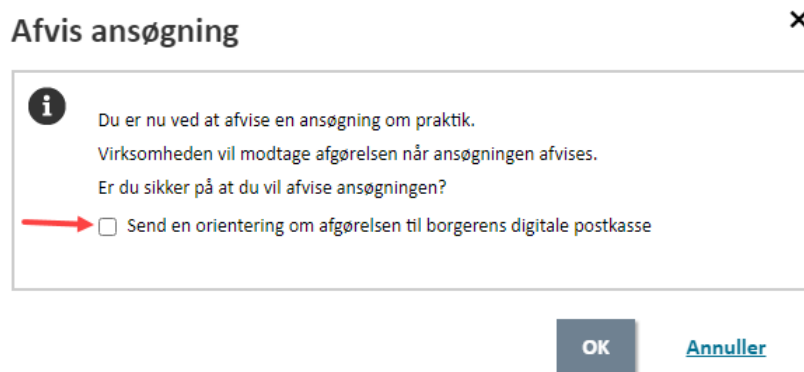 Afvis ansøgning
Du er nu ved at afvise en ansøgning om praktik.
Virksomheden vil modtage afgørelsen når ansøgningen afvises.
Er du sikker på at du vil afvise ansøgningen?
Send en orientering om afgørelsen til borgerens digitale postkasse
OK
Annuller